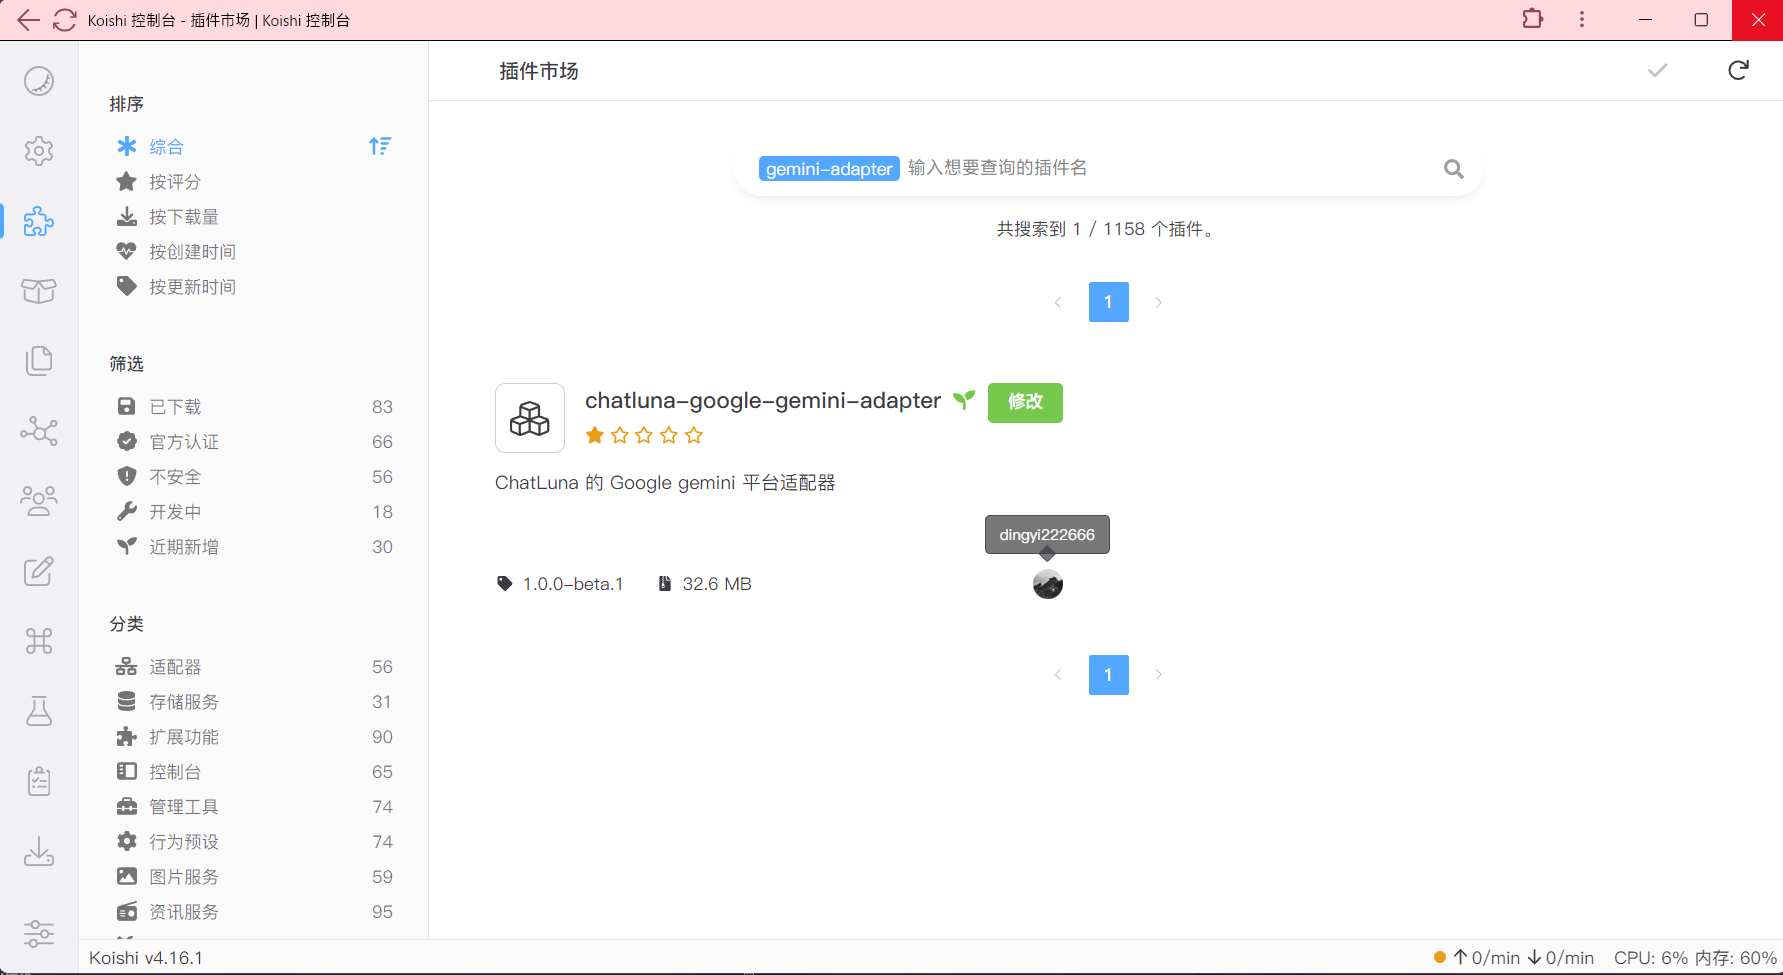 Koishi 控制台 - 插件市场 | Koishi 控制台
排序
综合
按评分
按下载量
按创建时间
按更新时间
筛选
已下载 83
官方认证 66
不安全 56
开发中 18
近期新增 30
分类
适配器 56
存储服务 31
扩展功能 90
控制台 65
管理工具 74
行为预设 74
图片服务 59
资讯服务 95
插件市场
gemini-adapter 输入想要查询的插件名
共搜索到 1 / 1158 个插件。
1
chatluna-google-gemini-adapter 修改
ChatLuna 的 Google gemini 平台适配器
dingyi222666
1.0.0-beta.1 32.6 MB
1
Koishi v4.16.1
↑ 0/min ↓ 0/min CPU: 6% 内存: 60%